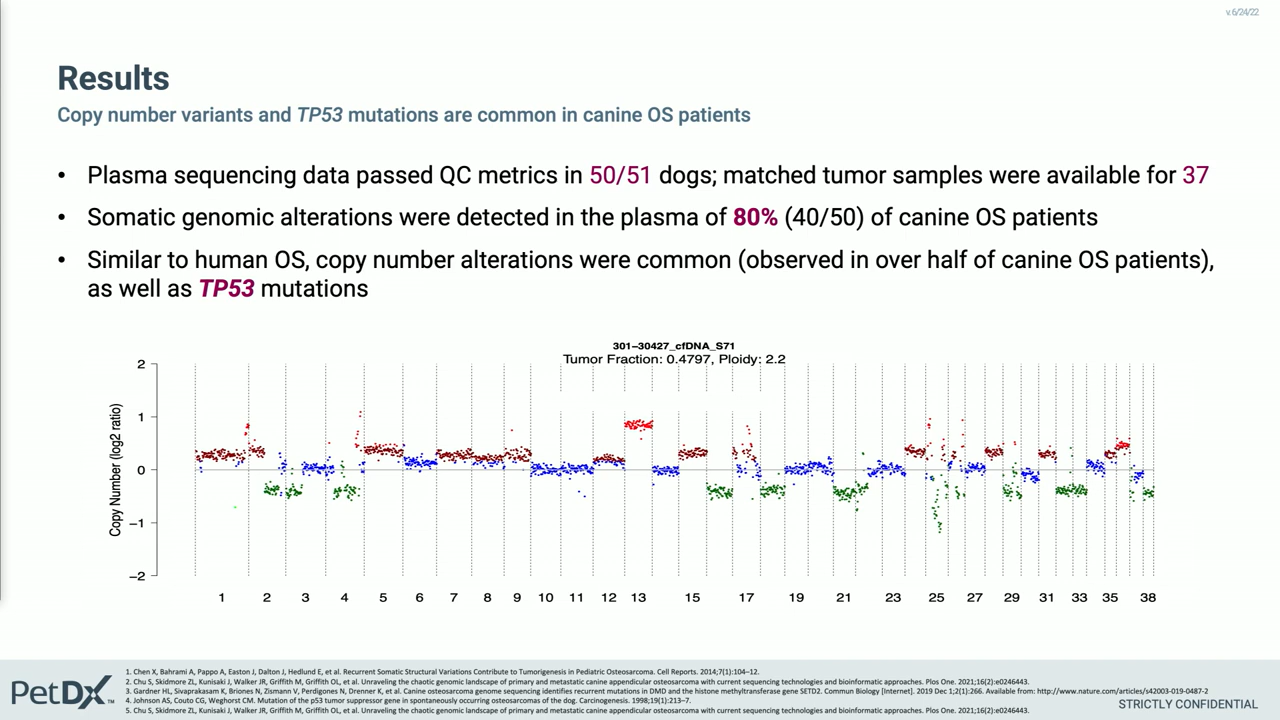 v.6/24/22
Results
Copy number variants and TP53 mutations are common in canine OS patients
• Plasma sequencing data passed QC metrics in 50/51 dogs; matched tumor samples were available for 37
• Somatic genomic alterations were detected in the plasma of 80% (40/50) of canine OS patients
• Similar to human OS, copy number alterations were common (observed in over half of canine OS patients),
as well as TP53 mutations
301-30427_cfDNA_S71
Tumor Fraction: 0.4797, Ploidy: 2.2
Copy Number (log2 ratio)
2
1
0
-1
-2
1 2 3 4 5 6 7 8 9 10 11 12 13 15 17 19 21 23 25 27 29 31 33 35 38
PetDX™
1. Chen X, Bahrami A, Pappo A, Easton J, Dalton J, Hedlund E, et al. Recurrent Somatic Structural Variations Contribute to Tumorigenesis in Pediatric Osteosarcoma. Cell Reports. 2014;7(1):104–12.
2. Chu S, Skidmore ZL, Kunisaki J, Walker JR, Griffith M, Griffith OL, et al. Unraveling the chaotic genomic landscape of primary and metastatic canine appendicular osteosarcoma with current sequencing technologies and bioinformatic approaches. Plos One. 2021;16(2):e0246443.
3. Gardner HL, Sivaprakasam K, Briones N, Zismann V, Perdigones N, Drenner K, et al. Canine osteosarcoma genome sequencing identifies recurrent mutations in DMD and the histone methyltransferase gene SETD2. Commun Biology [Internet]. 2019 Dec 1;2(1):266. Available from: http://www.nature.com/articles/s42003-019-0487-2
4. Johnson AS, Couto CG, Weghorst CM. Mutation of the p53 tumor suppressor gene in spontaneously occurring osteosarcomas of the dog. Carcinogenesis. 1998;19(1):213–7.
5. Chu S, Skidmore ZL, Kunisaki J, Walker JR, Griffith M, Griffith OL, et al. Unraveling the chaotic genomic landscape of primary and metastatic canine appendicular osteosarcoma with current sequencing technologies and bioinformatic approaches. Plos One. 2021;16(2):e0246443.
STRICTLY CONFIDENTIAL